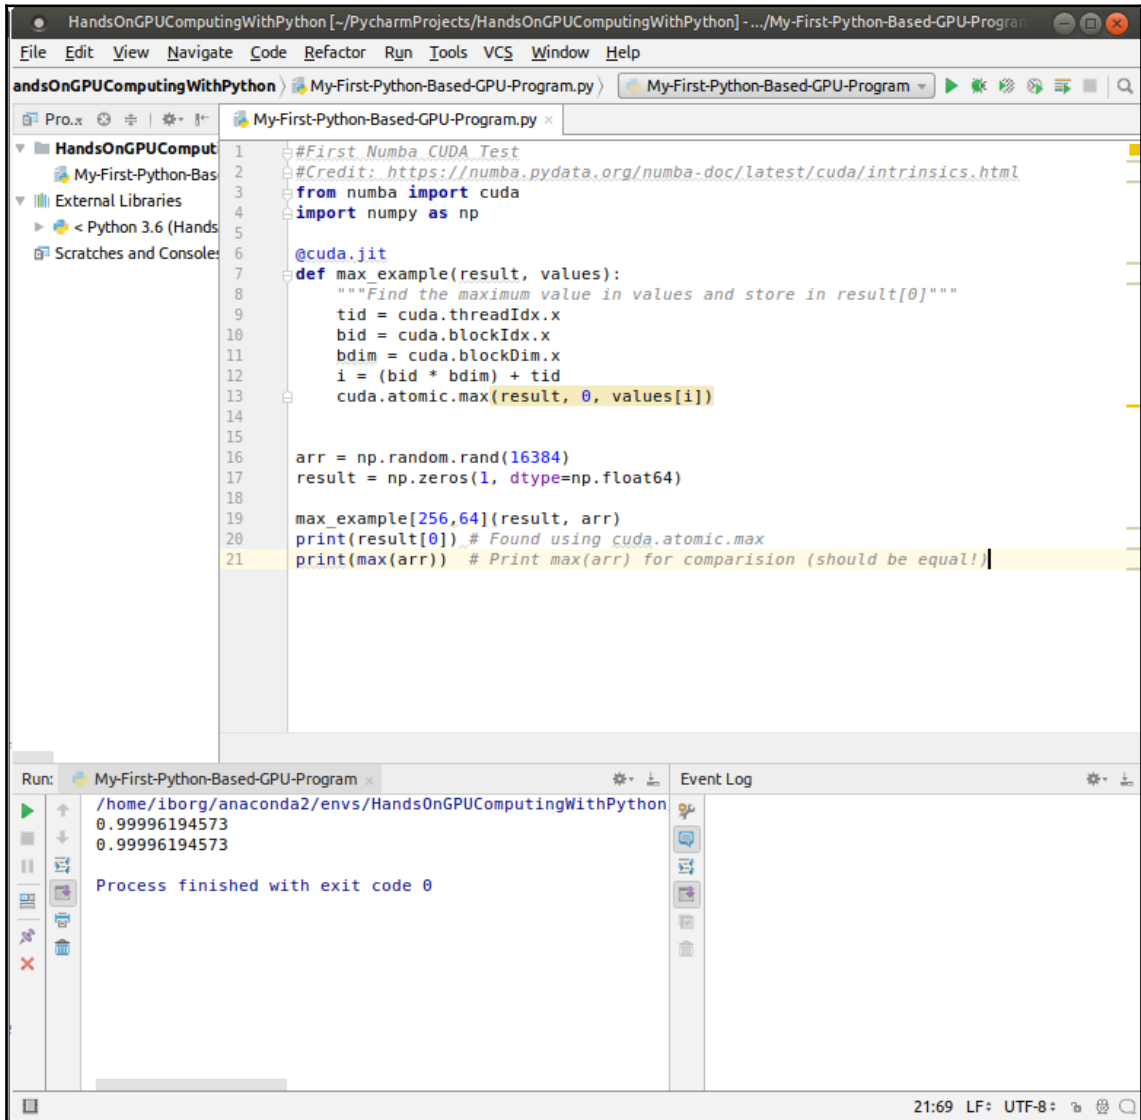 HandsOnGPUComputingWithPython [~/PycharmProjects/HandsOnGPUComputingWithPython] - .../My-First-Python-Based-GPU-Program
File Edit View Navigate Code Refactor Run Tools VCS Window Help
andsOnGPUComputingWithPython My-First-Python-Based-GPU-Program.py My-First-Python-Based-GPU-Program
Pro.. My-First-Python-Based-GPU-Program.py
HandsOnGPUComput
My-First-Python-Bas
External Libraries
< Python 3.6 (Hands
Scratches and Consoles
1 #First Numba CUDA Test
2 #Credit: https://numba.pydata.org/numba-doc/latest/cuda/intrinsics.html
3 from numba import cuda
4 import numpy as np
5
6 @cuda.jit
7 def max_example(result, values):
8     """Find the maximum value in values and store in result[0]"""
9     tid = cuda.threadIdx.x
10     bid = cuda.blockIdx.x
11     bdim = cuda.blockDim.x
12     i = (bid * bdim) + tid
13     cuda.atomic.max(result, 0, values[i])
14
15
16 arr = np.random.rand(16384)
17 result = np.zeros(1, dtype=np.float64)
18
19 max_example[256,64](result, arr)
20 print(result[0]) # Found using cuda.atomic.max
21 print(max(arr))  # Print max(arr) for comparision (should be equal!)
Run: My-First-Python-Based-GPU-Program
/home/iborg/anaconda2/envs/HandsOnGPUComputingWithPython
0.99996194573
0.99996194573
Process finished with exit code 0
Event Log
21:69 LF UTF-8